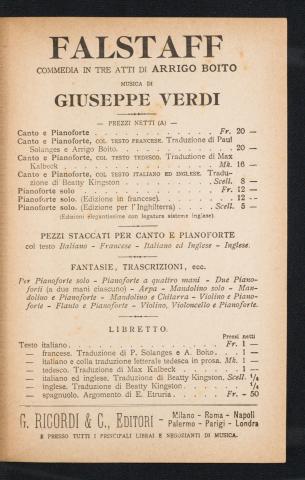 FALSTAFF
COMMEDIA IN TRE ATTI DI ARRIGO BOITO
MUSICA DI
GIUSEPPE VERDI
— PREZZI NETTI (A) —
Canto e Pianoforte . . . . . . . . . . Fr. 20 —
Canto e Pianoforte, COL TESTO FRANCESE. Traduzione di Paul
Solanges e Arrigo Boito. . . . . . . . . . » 20 —
Canto e Pianoforte, COL TESTO TEDESCO. Traduzione di Max
Kalbeck . . . . . . . . . . Mk. 16 —
Canto e Pianoforte, COL TESTO ITALIANO ED INGLESE. Tradu-
zione di Beatty Kingston . . . . . . . Scell. 8 —
Pianoforte solo . . . . . . . . . . Fr. 12 —
Pianoforte solo. (Edizione in francese). . . . . » 12 —
Pianoforte solo. (Edizione per l'Inghilterra) . . . Scell. 5 —
(Edizioni elegantissime con legatura sistema inglese).
PEZZI STACCATI PER CANTO E PIANOFORTE
col testo Italiano - Francese - Italiano ed Inglese - Inglese.
FANTASIE, TRASCRIZIONI, ecc.
Per Pianoforte solo - Pianoforte a quattro mani - Due Piano-
forti (a due mani ciascuno) - Arpa - Mandolino solo - Man-
dolino e Pianoforte - Mandolino e Chitarra - Violino e Piano-
forte - Flauto e Pianoforte - Violino, Violoncello e Pianoforte.
LIBRETTO.
Prezzi netti
Testo italiano . . . . . . . . . . Fr. 1 —
— francese. Traduzione di P. Solanges e A. Boito . . » 1 —
— italiano e colla traduzione letterale tedesca in prosa. Mk. 1 —
— tedesco. Traduzione di Max Kalbeck . . . . » 1 —
— italiano ed inglese. Traduzione di Beatty Kingston. Scell.
— inglese. Traduzione di Beatty Kingston . . . . »
— spagnuolo. Argomento di E. Etruria . . . . Fr. - 50
G. RICORDI & C., EDITORI - Milano - Roma - Napoli
Palermo - Parigi - Londra
E PRESSO TUTTI I PRINCIPALI LIBRAI E NEGOZIANTI DI MUSICA.